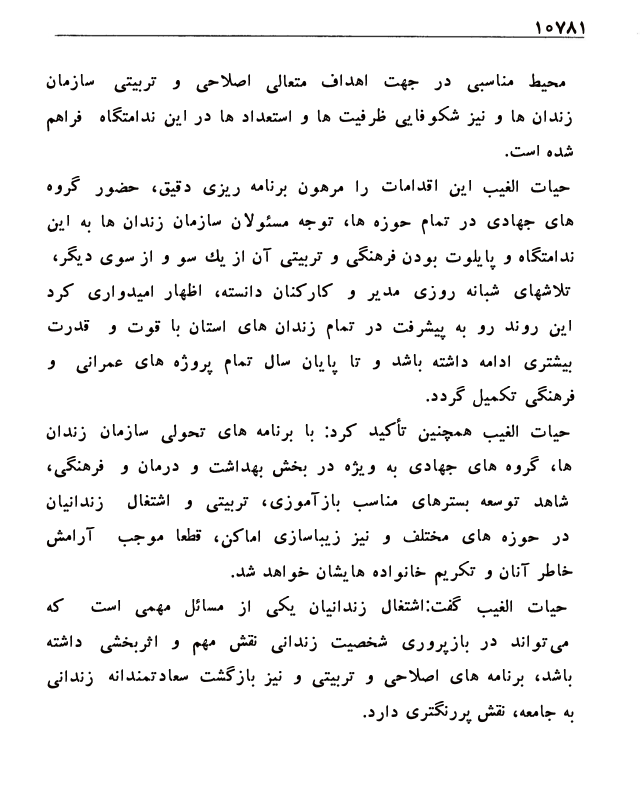 ۱۰۷۸۱
محیط مناسبی در جهت اهداف متعالی اصلاحی و تربیتی سازمان
زندان ها و نیز شکوفایی ظرفیت ها و استعداد ها در این ندامتگاه فراهم
شده است.
حیات الغیب این اقدامات را مرهون برنامه ریزی دقیق، حضور گروه
های جهادی در تمام حوزه ها، توجه مسئولان سازمان زندان ها به این
ندامتگاه و پایلوت بودن فرهنگی و تربیتی آن از یك سو و از سوی دیگر،
تلاشهای شبانه روزی مدیر و کارکنان دانسته، اظهار امیدواری کرد
این روند رو به پیشرفت در تمام زندان های استان با قوت و قدرت
بیشتری ادامه داشته باشد و تا پایان سال تمام پروژه های عمرانی و
فرهنگی تکمیل گردد.
حیات الغیب همچنین تأکید کرد: با برنامه های تحولی سازمان زندان
ها، گروه های جهادی به ویژه در بخش بهداشت و درمان و فرهنگی،
شاهد توسعه بسترهای مناسب بازآموزی، تربیتی و اشتغال زندانیان
در حوزه های مختلف و نیز زیباسازی اماکن، قطعا موجب آرامش
خاطر آنان و تکریم خانواده هایشان خواهد شد.
حیات الغیب گفت:اشتغال زندانیان یکی از مسائل مهمی است که
می‌تواند در بازپروری شخصیت زندانی نقش مهم و اثربخشی داشته
باشد، برنامه های اصلاحی و تربیتی و نیز بازگشت سعادتمندانه زندانی
به جامعه، نقش پررنگتری دارد.